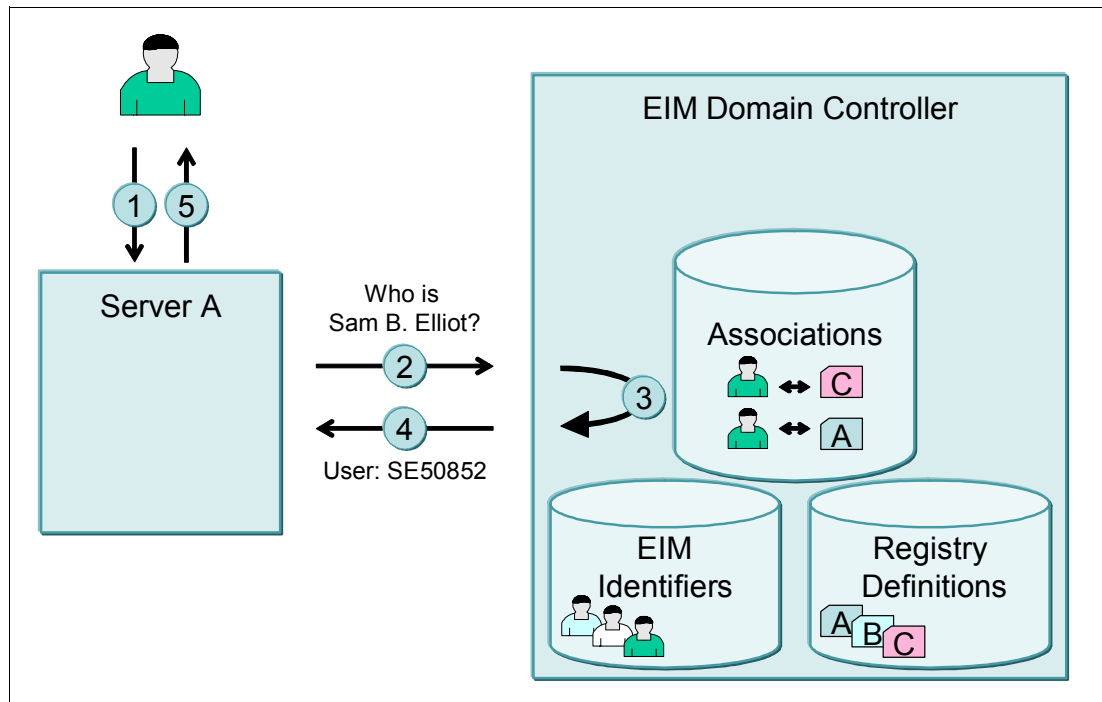 EIM Domain Controller
1
5
Server A
Who is
Sam B. Elliot?
2
Associations
C
3
4
A
User: SE50852
EIM
Identifiers
Registry
Definitions
A
B
C